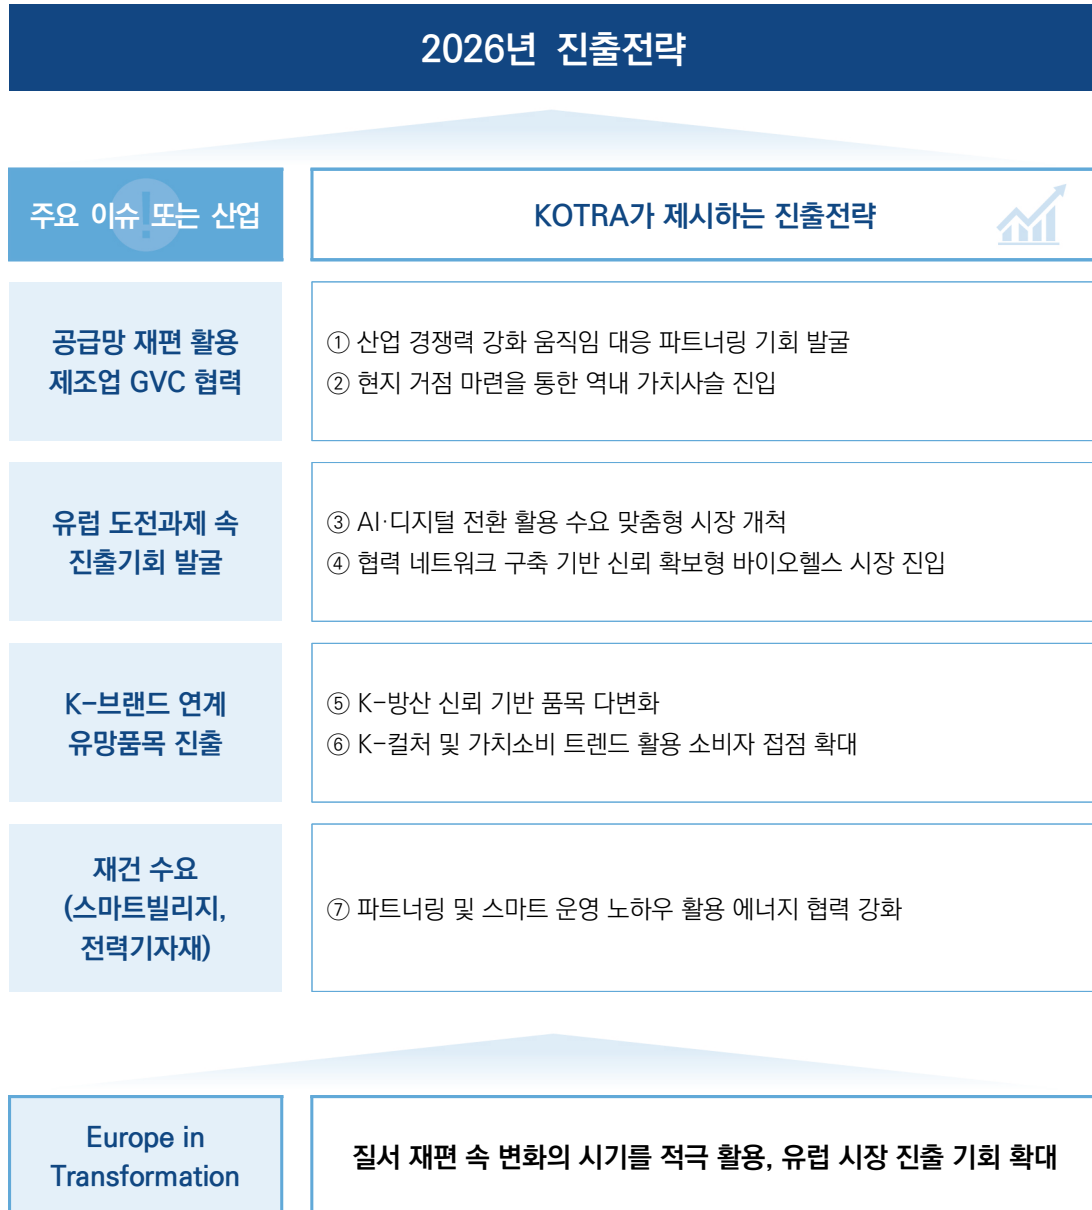 2026년 진출전략
주요 이슈 또는 산업
KOTRA가 제시하는 진출전략
공급망 재편 활용
제조업 GVC 협력
① 산업 경쟁력 강화 움직임 대응 파트너링 기회 발굴
② 현지 거점 마련을 통한 역내 가치사슬 진입
유럽 도전과제 속
진출기회 발굴
③ AI·디지털 전환 활용 수요 맞춤형 시장 개척
④ 협력 네트워크 구축 기반 신뢰 확보형 바이오헬스 시장 진입
K-브랜드 연계
유망품목 진출
⑤ K-방산 신뢰 기반 품목 다변화
⑥ K-컬처 및 가치소비 트렌드 활용 소비자 접점 확대
재건 수요
(스마트빌리지,
전력기자재)
⑦ 파트너링 및 스마트 운영 노하우 활용 에너지 협력 강화
Europe in
Transformation
질서 재편 속 변화의 시기를 적극 활용, 유럽 시장 진출 기회 확대